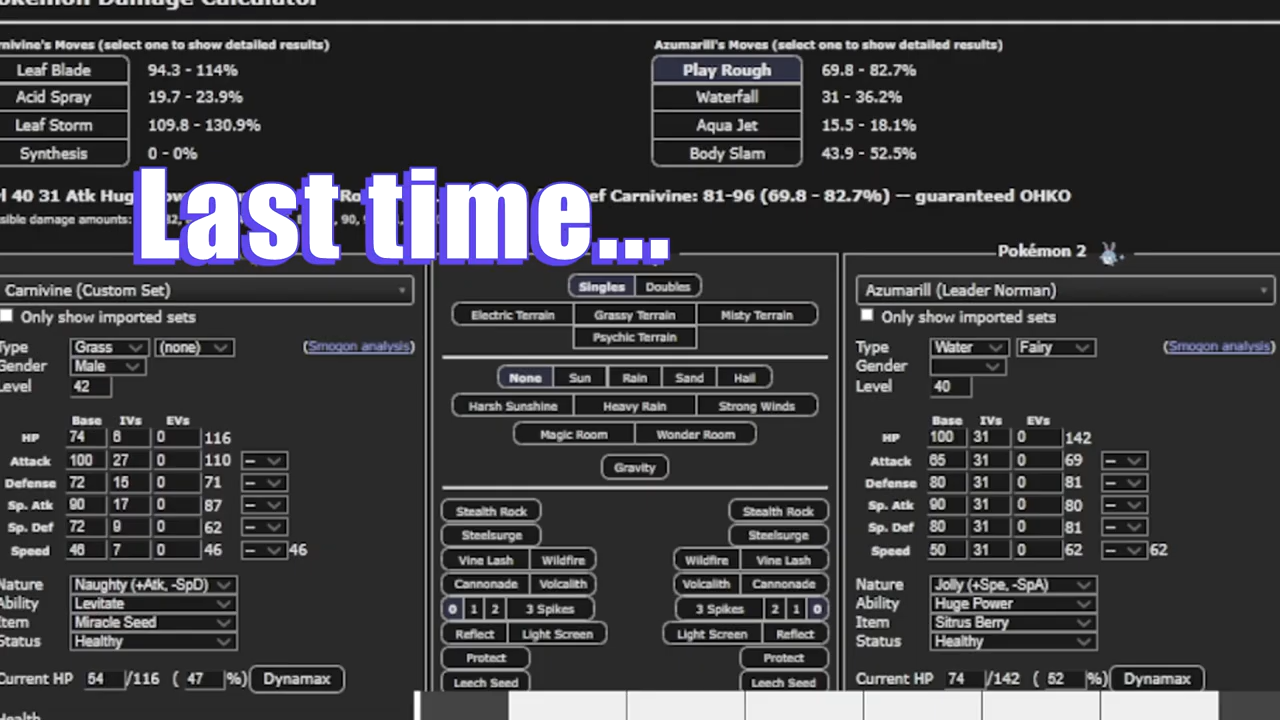 Pokémon Damage Calculator
Carnivine's Moves (select one to show detailed results)
Azumarill's Moves (select one to show detailed results)
Leaf Blade 94.3 - 114%
Play Rough 69.8 - 82.7%
Acid Spray 19.7 - 23.9%
Waterfall 31 - 36.2%
Leaf Storm 109.8 - 130.9%
Aqua Jet 15.5 - 18.1%
Synthesis 0 - 0%
Body Slam 43.9 - 52.5%
Lvl 40 31 Atk Hug Carnivine: 81-96 (69.8 - 82.7%) — guaranteed OHKO
Last time...
Pokémon 2
Carnivine (Custom Set)
Singles Doubles
Azumarill (Leader Norman)
Only show imported sets
Electric Terrain Grassy Terrain Misty Terrain
Only show imported sets
Psychic Terrain
Type Grass (none) (Smogon analysis)
Type Water Fairy (Smogon analysis)
Gender Male
Gender
Level 42
None Sun Rain Sand Hail
Level 40
Harsh Sunshine Heavy Rain Strong Winds
Base IVs EVs
Base IVs EVs
HP 74 6 0 116
Magic Room Wonder Room
HP 100 31 0 142
Attack 100 27 0 110 --
Gravity
Attack 65 31 0 69 --
Defense 72 15 0 71 --
Defense 80 31 0 81 --
Sp. Atk 90 17 0 87 --
Stealth Rock Stealth Rock
Sp. Atk 90 31 0 80 --
Sp. Def 72 9 0 62 --
Steelsurge Steelsurge
Sp. Def 80 31 0 81 --
Speed 46 7 0 46 -- 46
Vine Lash Wildfire Wildfire Vine Lash
Speed 50 31 0 62 -- 62
Nature Naughty (+Atk, -SpD)
Cannonade Volcalith Volcalith Cannonade
Nature Jolly (+Spe, -SpA)
Ability Levitate
0 1 2 3 Spikes 3 Spikes 2 1 0
Ability Huge Power
Item Miracle Seed
Reflect Light Screen Light Screen Reflect
Item Sitrus Berry
Status Healthy
Protect Protect
Status Healthy
Current HP 54 /116 ( 47 %) Dynamax
Leech Seed Leech Seed
Current HP 74 /142 ( 52 %) Dynamax
Health